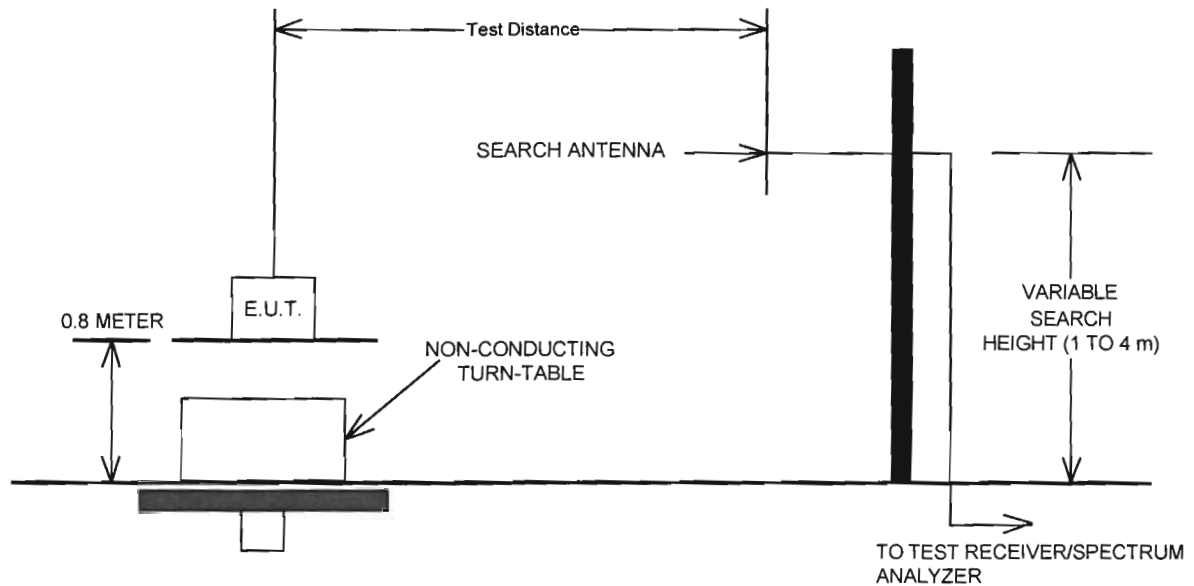 Test Distance
SEARCH ANTENNA
E.U.T.
0.8 METER
NON-CONDUCTING
TURN-TABLE
VARIABLE
SEARCH
HEIGHT (1 TO 4 m)
TO TEST RECEIVER/SPECTRUM
ANALYZER